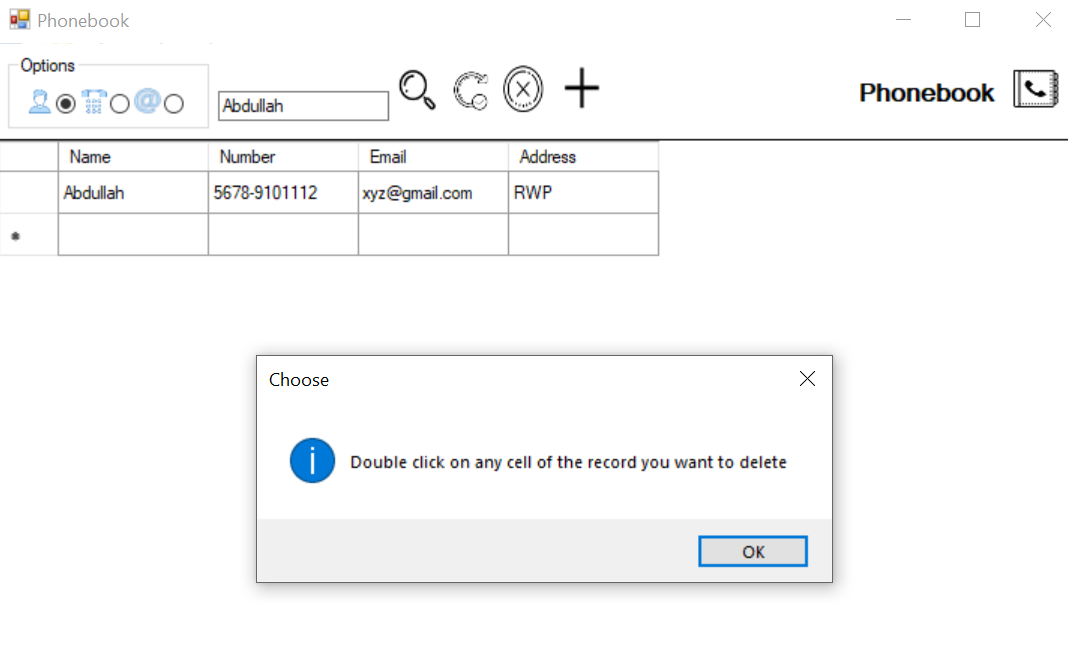 Phonebook
Options
Abdullah
Phonebook
Name Number Email Address
Abdullah 5678-9101112 xyz@gmail.com RWP
*
Choose
Double click on any cell of the record you want to delete
OK